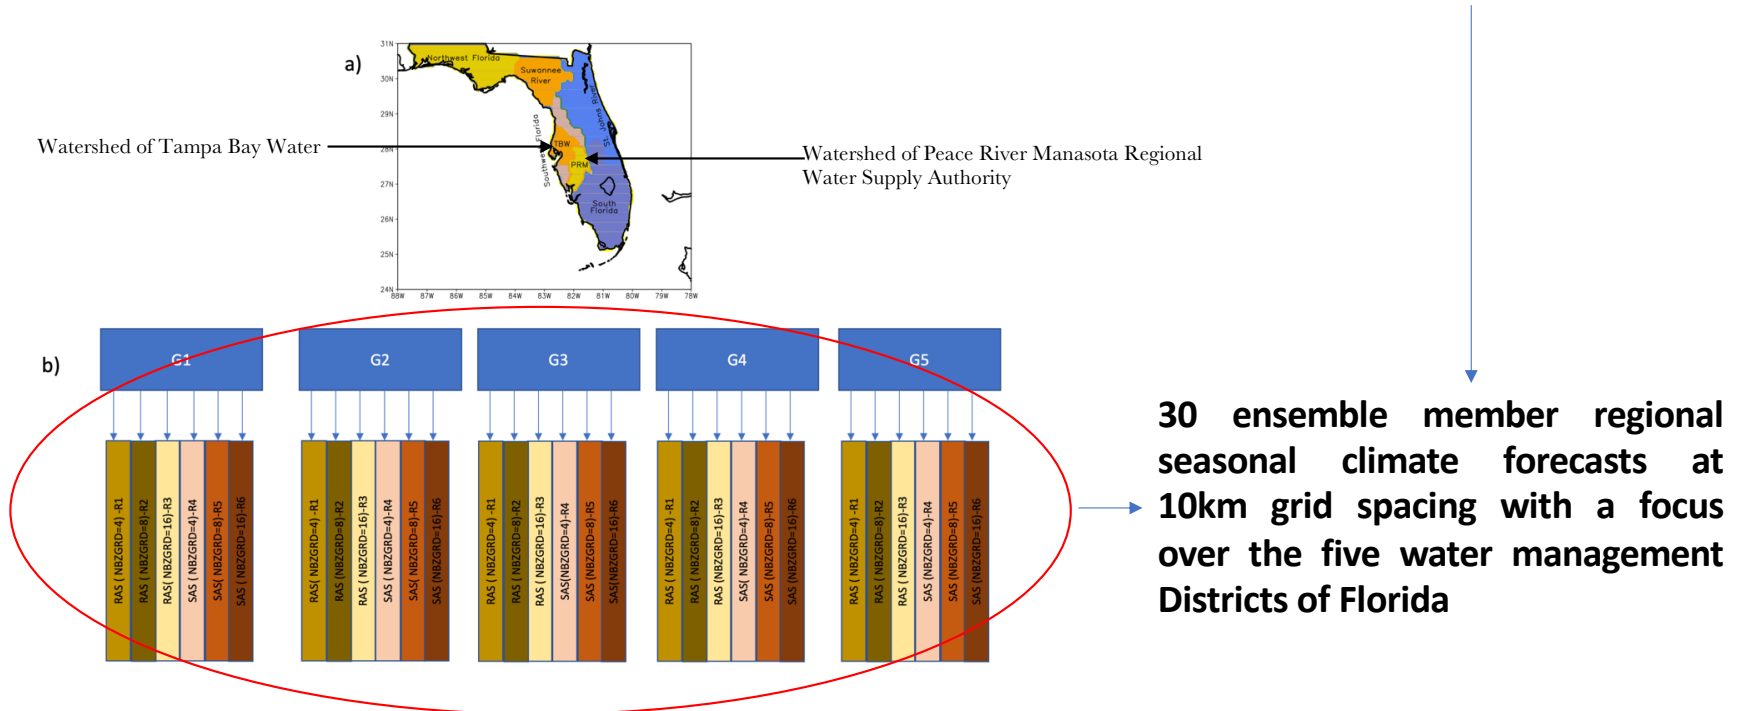 a)
31N
30N
29N
28N
27N
26N
25N
24N
88W 87W 86W 85W 84W 83W 82W 81W 80W 79W 78W
Northwest Florida
Suwannee
River
St. Johns River
Southwest Florida
TBW
PRM
South
Florida
Watershed of Tampa Bay Water
Watershed of Peace River Manasota Regional
Water Supply Authority
b)
G1
G2
G3
G4
G5
RAS ( NBZGRD=4) -R1
RAS ( NBZGRD=8)-R2
RAS( NBZGRD=16)-R3
SAS ( NBZGRD=4)-R4
SAS( NBZGRD=8)-R5
SAS ( NBZGRD=16)-R6
RAS ( NBZGRD=4) -R1
RAS (NBZGRD=8)-R2
RAS ( NBZGRD=16)-R3
SAS ( NBZGRD=4)-R4
SAS( NBZGRD=8)-R5
SAS (NBZGRD=16)-R6
RAS ( NBZGRD=4) -R1
RAS ( NBZGRD=8)-R2
RAS ( NBZGRD=16)-R3
SAS(NBZGRD=4)-R4
SAS(NBZGRD=8)-R5
SAS(NBZGRD=16)-R6
RAS ( NBZGRD=4) -R1
RAS ( NBZGRD=8)-R2
RAS ( NBZGRD=16)-R3
SAS (NBZGRD=4)-R4
SAS (NBZGRD=8)-R5
SAS (NBZGRD=16)-R6
RAS ( NBZGRD=4) -R1
RAS ( NBZGRD=8)-R2
RAS ( NBZGRD=16)-R3
SAS (NBZGRD=4)-R4
SAS (NBZGRD=8)-R5
SAS (NBZGRD=16)-R6
30 ensemble member regional
seasonal climate forecasts at
10km grid spacing with a focus
over the five water management
Districts of Florida